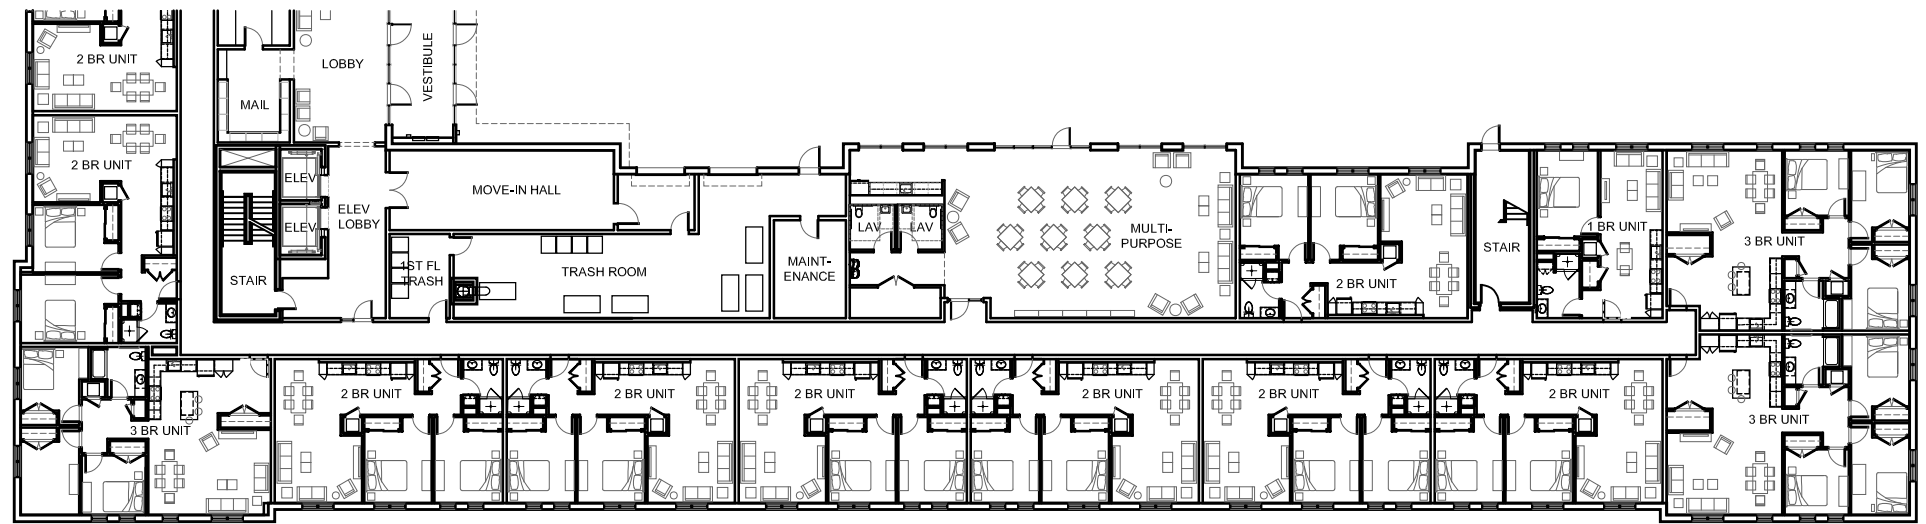 2 BR UNIT
LOBBY
VESTIBULE
MAIL
2 BR UNIT
ELEV
MOVE-IN HALL
ELEV
LOBBY
ELEV
LAV
LAV
MULTI-
PURPOSE
1 BR UNIT
STAIR
3 BR UNIT
STAIR
1ST FL
TRASH
TRASH ROOM
MAINT-
ENANCE
2 BR UNIT
3 BR UNIT
2 BR UNIT
2 BR UNIT
2 BR UNIT
2 BR UNIT
2 BR UNIT
2 BR UNIT
3 BR UNIT